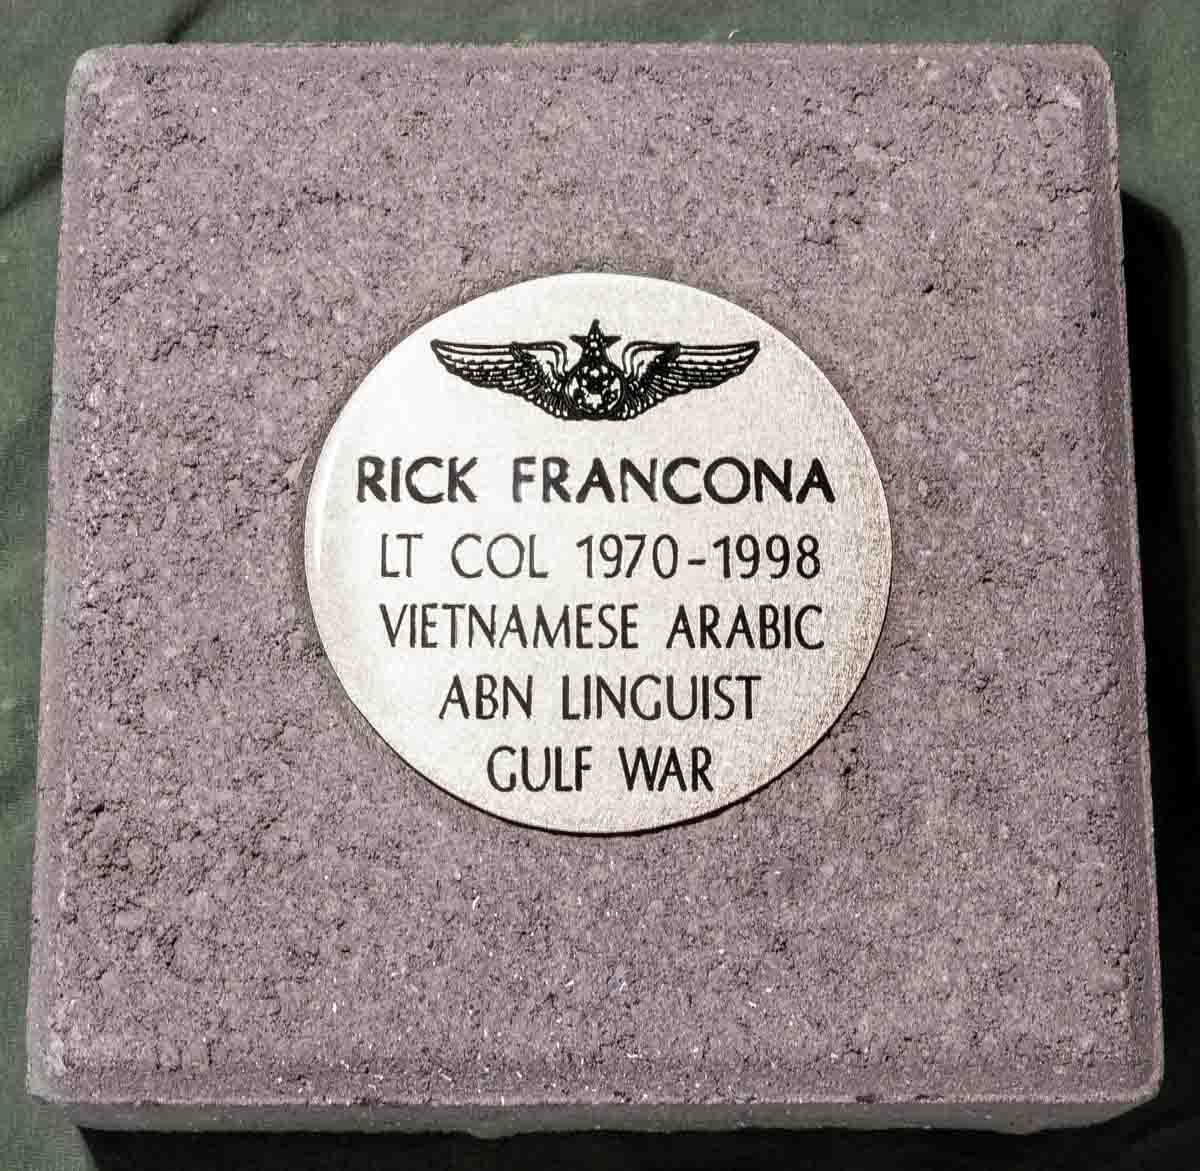 RICK FRANCONA
LT COL 1970-1998
VIETNAMESE ARABIC
ABN LINGUIST
GULF WAR